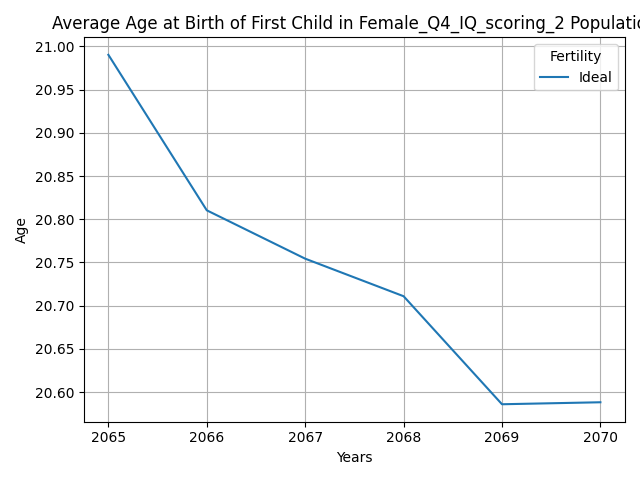 Average Age at Birth of First Child in Female_Q4_IQ_scoring_2 Populatio
21.00
20.95
20.90
20.85
20.80
20.75
20.70
20.65
20.60
Age
Fertility
Ideal
2065 2066 2067 2068 2069 2070
Years